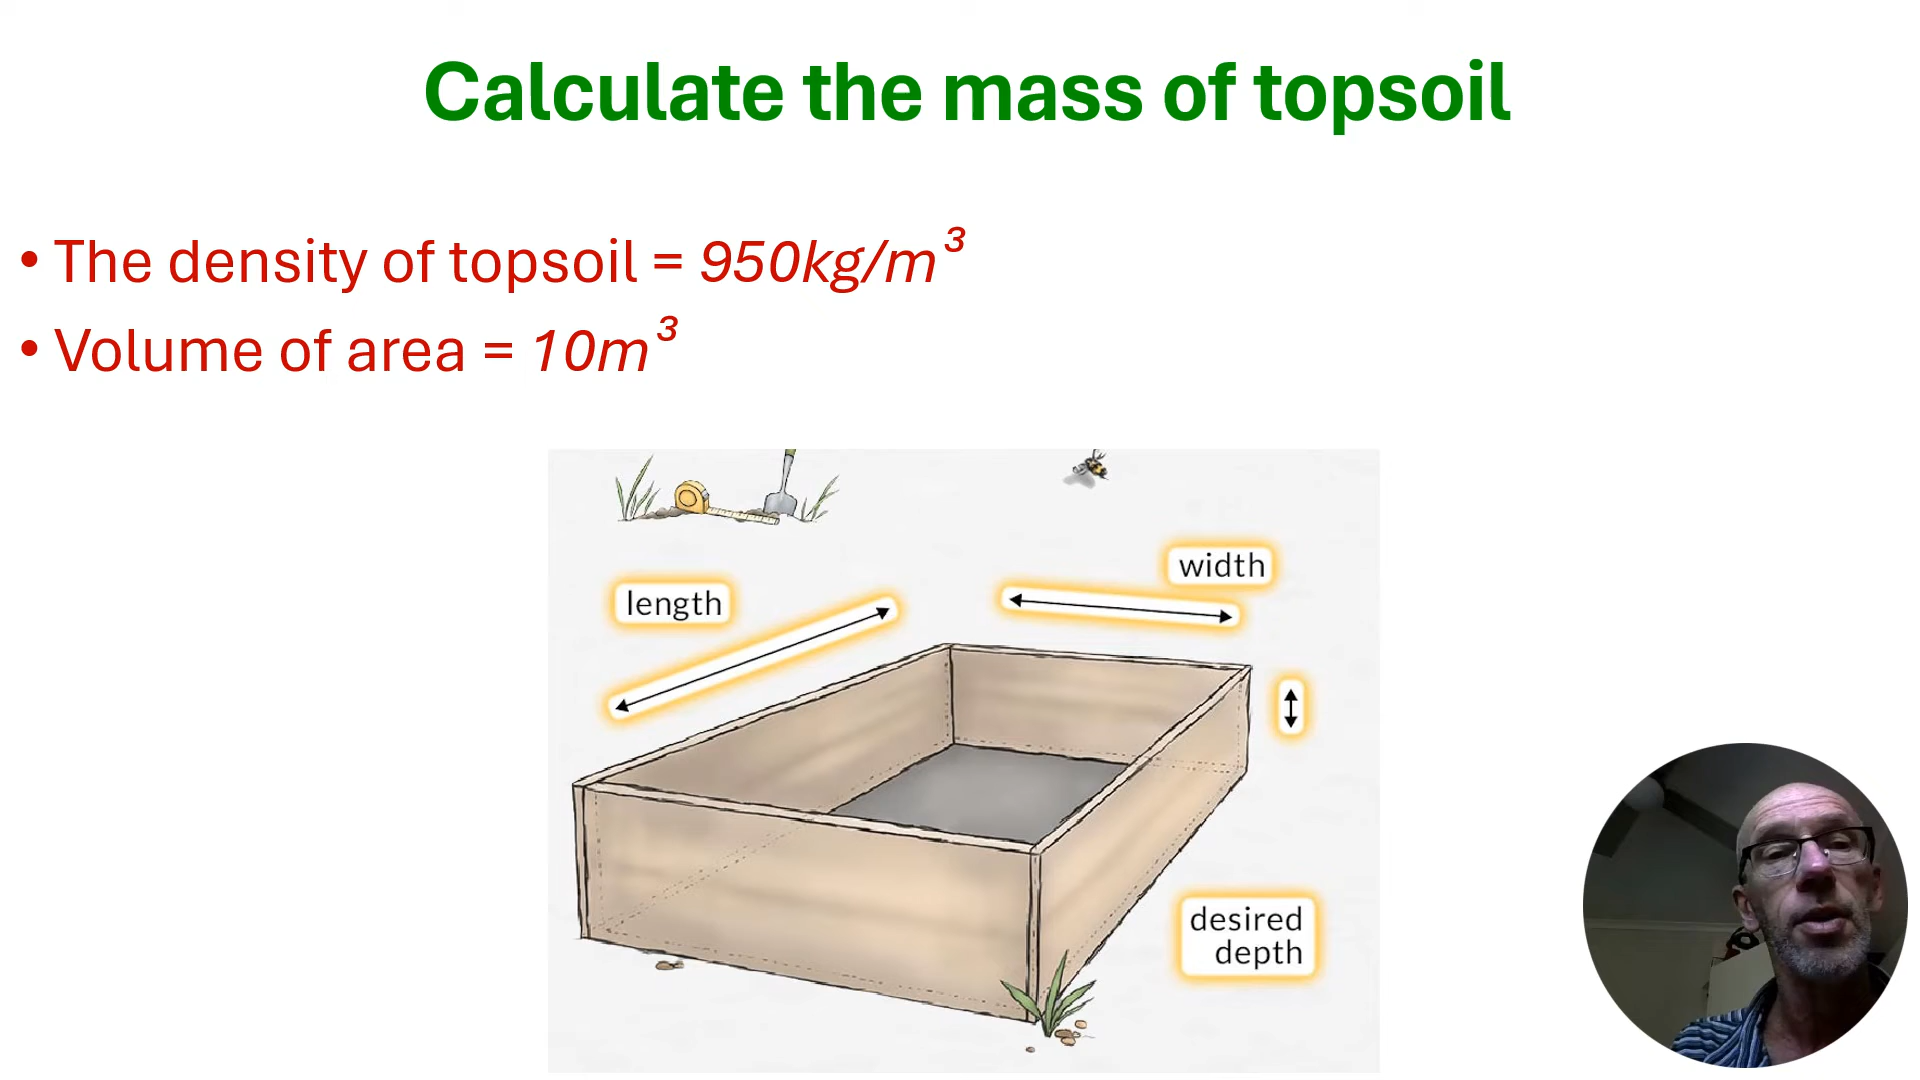 Calculate the mass of topsoil
• The density of topsoil = 950kg/m³
• Volume of area = 10m³
width
length
desired
depth